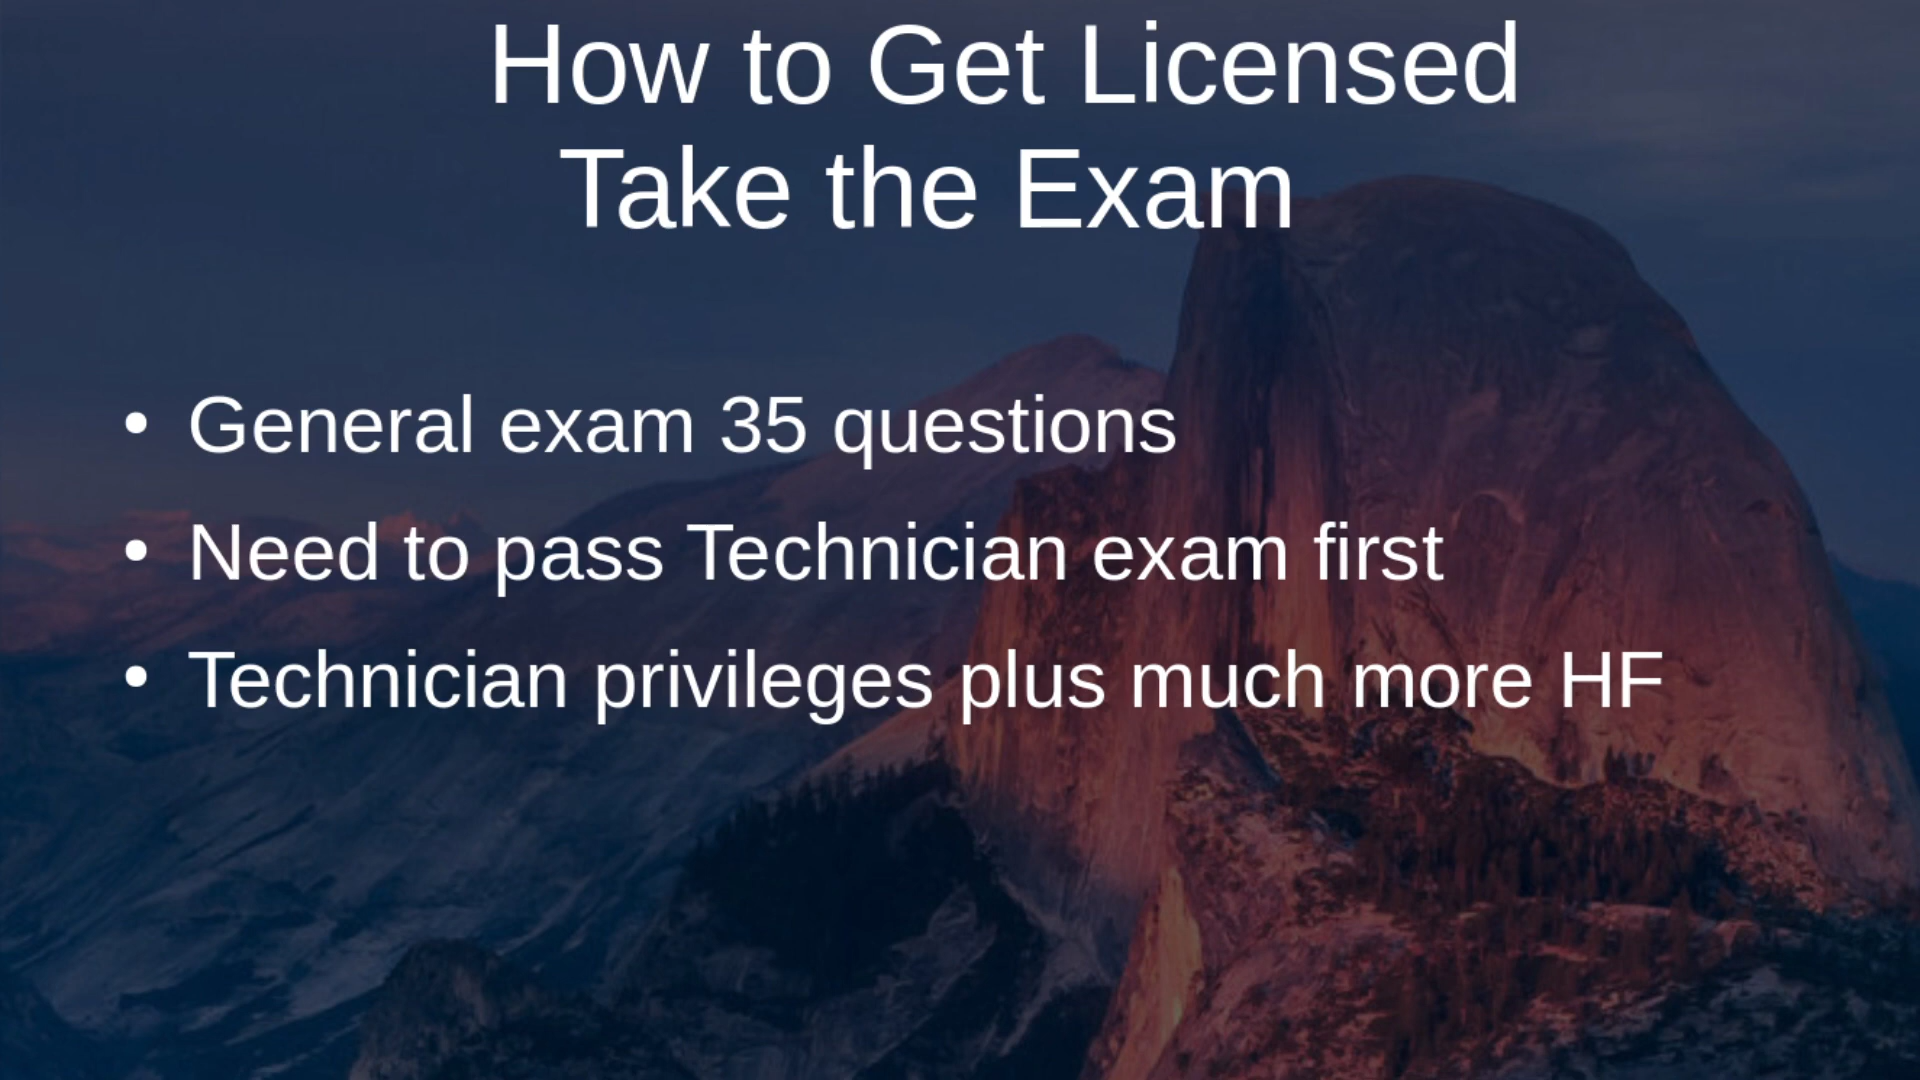 How to Get Licensed
Take the Exam
• General exam 35 questions
• Need to pass Technician exam first
• Technician privileges plus much more HF